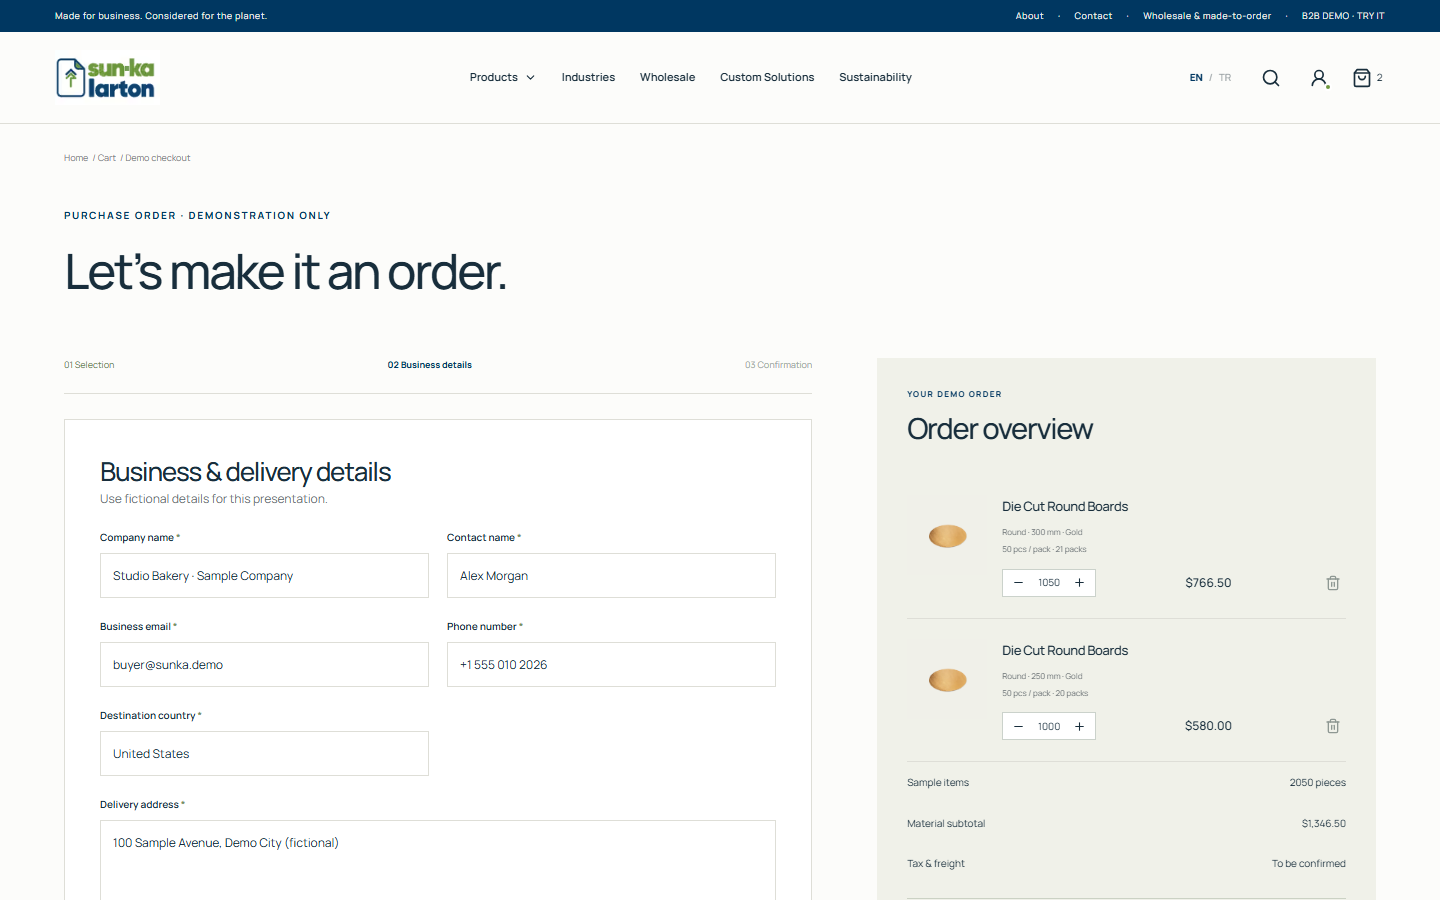 Made for business. Considered for the planet.
About · Contact · Wholesale & made-to-order · B2B DEMO · TRY IT
sun-ka
larton
Products Industries Wholesale Custom Solutions Sustainability
EN / TR
2
Home / Cart / Demo checkout
PURCHASE ORDER · DEMONSTRATION ONLY
Let’s make it an order.
01 Selection
02 Business details
03 Confirmation
Business & delivery details
Use fictional details for this presentation.
Company name *
Contact name *
Studio Bakery · Sample Company
Alex Morgan
Business email *
Phone number *
buyer@sunka.demo
+1 555 010 2026
Destination country *
United States
Delivery address *
100 Sample Avenue, Demo City (fictional)
YOUR DEMO ORDER
Order overview
Die Cut Round Boards
Round · 300 mm · Gold
50 pcs / pack · 21 packs
− 1050 +
$766.50
Die Cut Round Boards
Round · 250 mm · Gold
50 pcs / pack · 20 packs
− 1000 +
$580.00
Sample items 2050 pieces
Material subtotal $1,346.50
Tax & freight To be confirmed